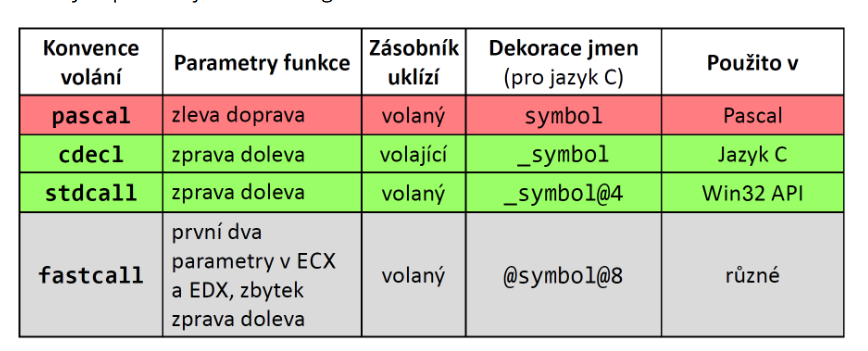 Konvence volání
Parametry funkce
Zásobník uklízí
Dekorace jmen
(pro jazyk C)
Použito v
pascal
zleva doprava
volaný
symbol
Pascal
cdecl
zprava doleva
volající
_symbol
Jazyk C
stdcall
zprava doleva
volaný
_symbol@4
Win32 API
fastcall
první dva
parametry v ECX
a EDX, zbytek
zprava doleva
volaný
@symbol@8
různé